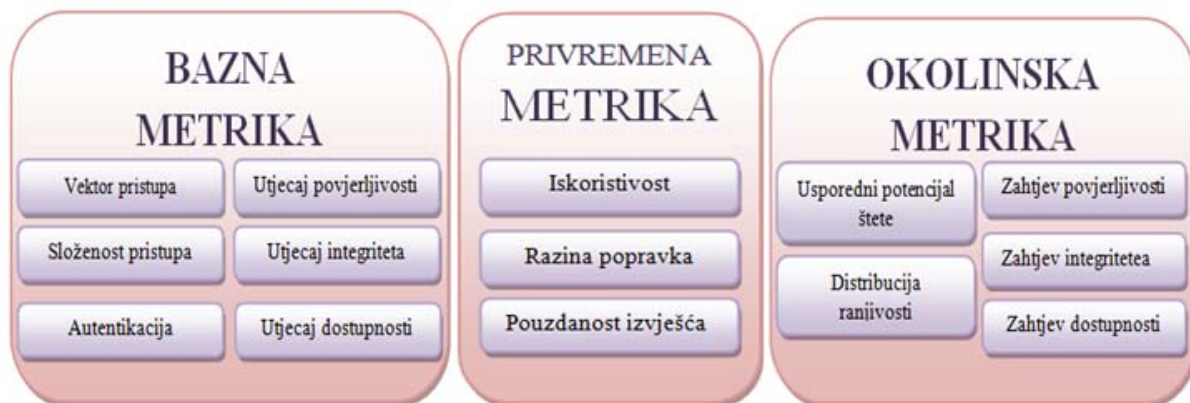 BAZNA
METRIKA
Vektor pristupa
Utjecaj povjerljivosti
Složenost pristupa
Utjecaj integriteta
Autentikacija
Utjecaj dostupnosti
PRIVREMENA
METRIKA
Iskoristivost
Razina popravka
Pouzdanost izvješća
OKOLINSKA
METRIKA
Usporedni potencijal
štete
Zahtjev povjerljivosti
Zahtjev integritetea
Distribucija
ranjivosti
Zahtjev dostupnosti